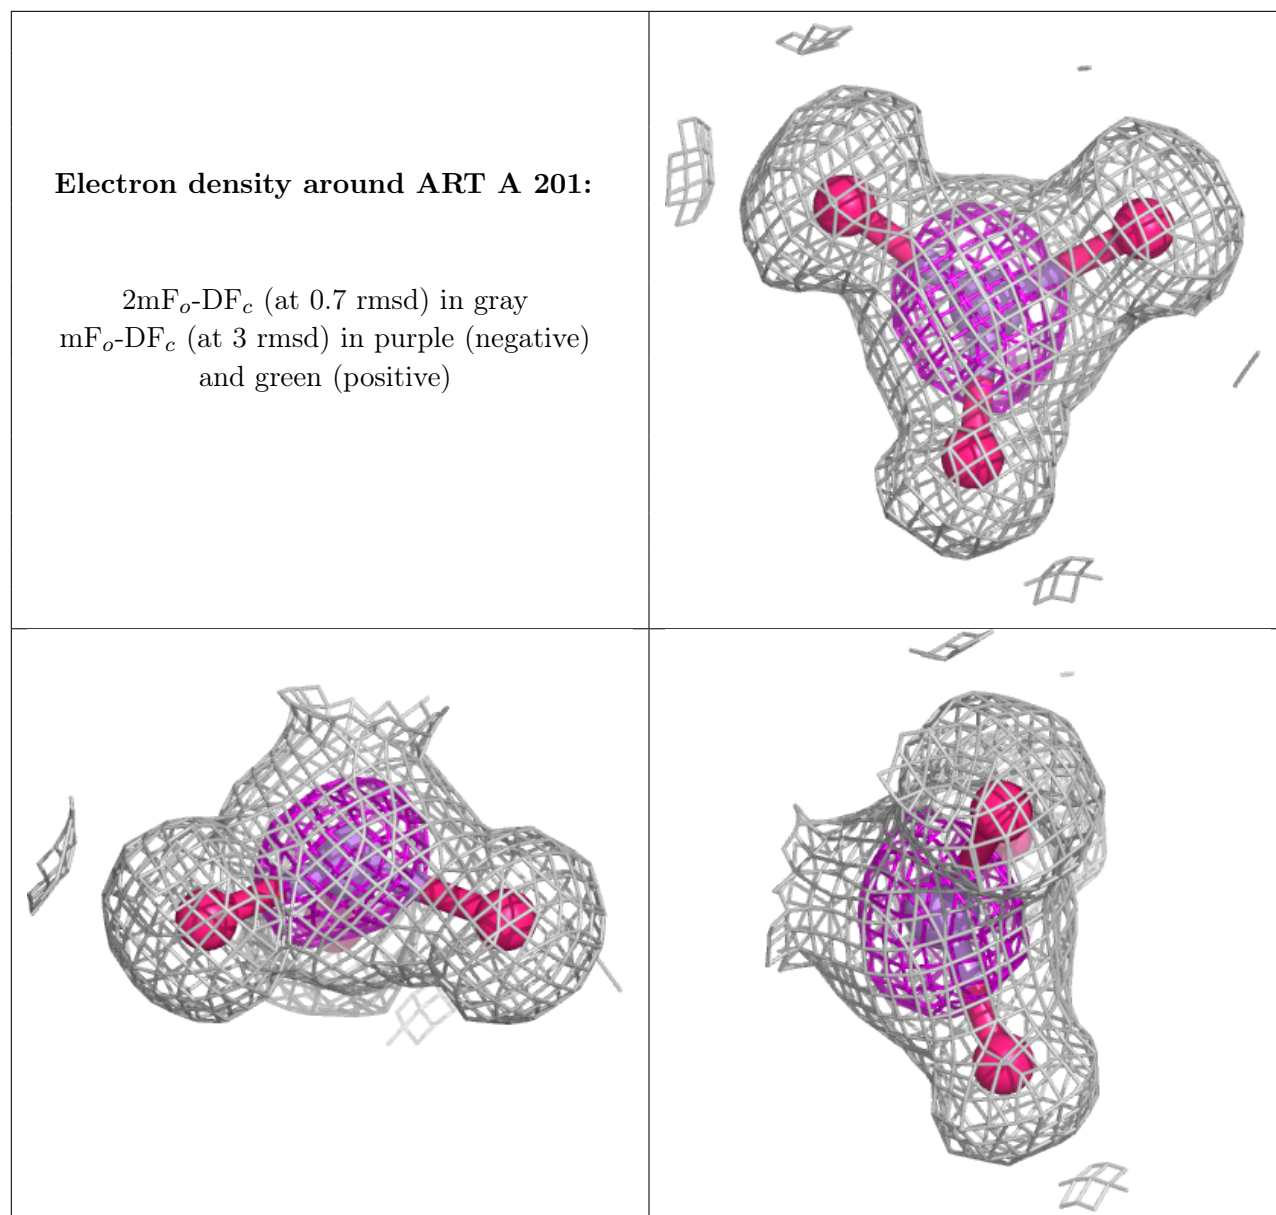 Electron density around ART A 201:
2mFo-DFc (at 0.7 rmsd) in gray
mFo-DFc (at 3 rmsd) in purple (negative)
and green (positive)